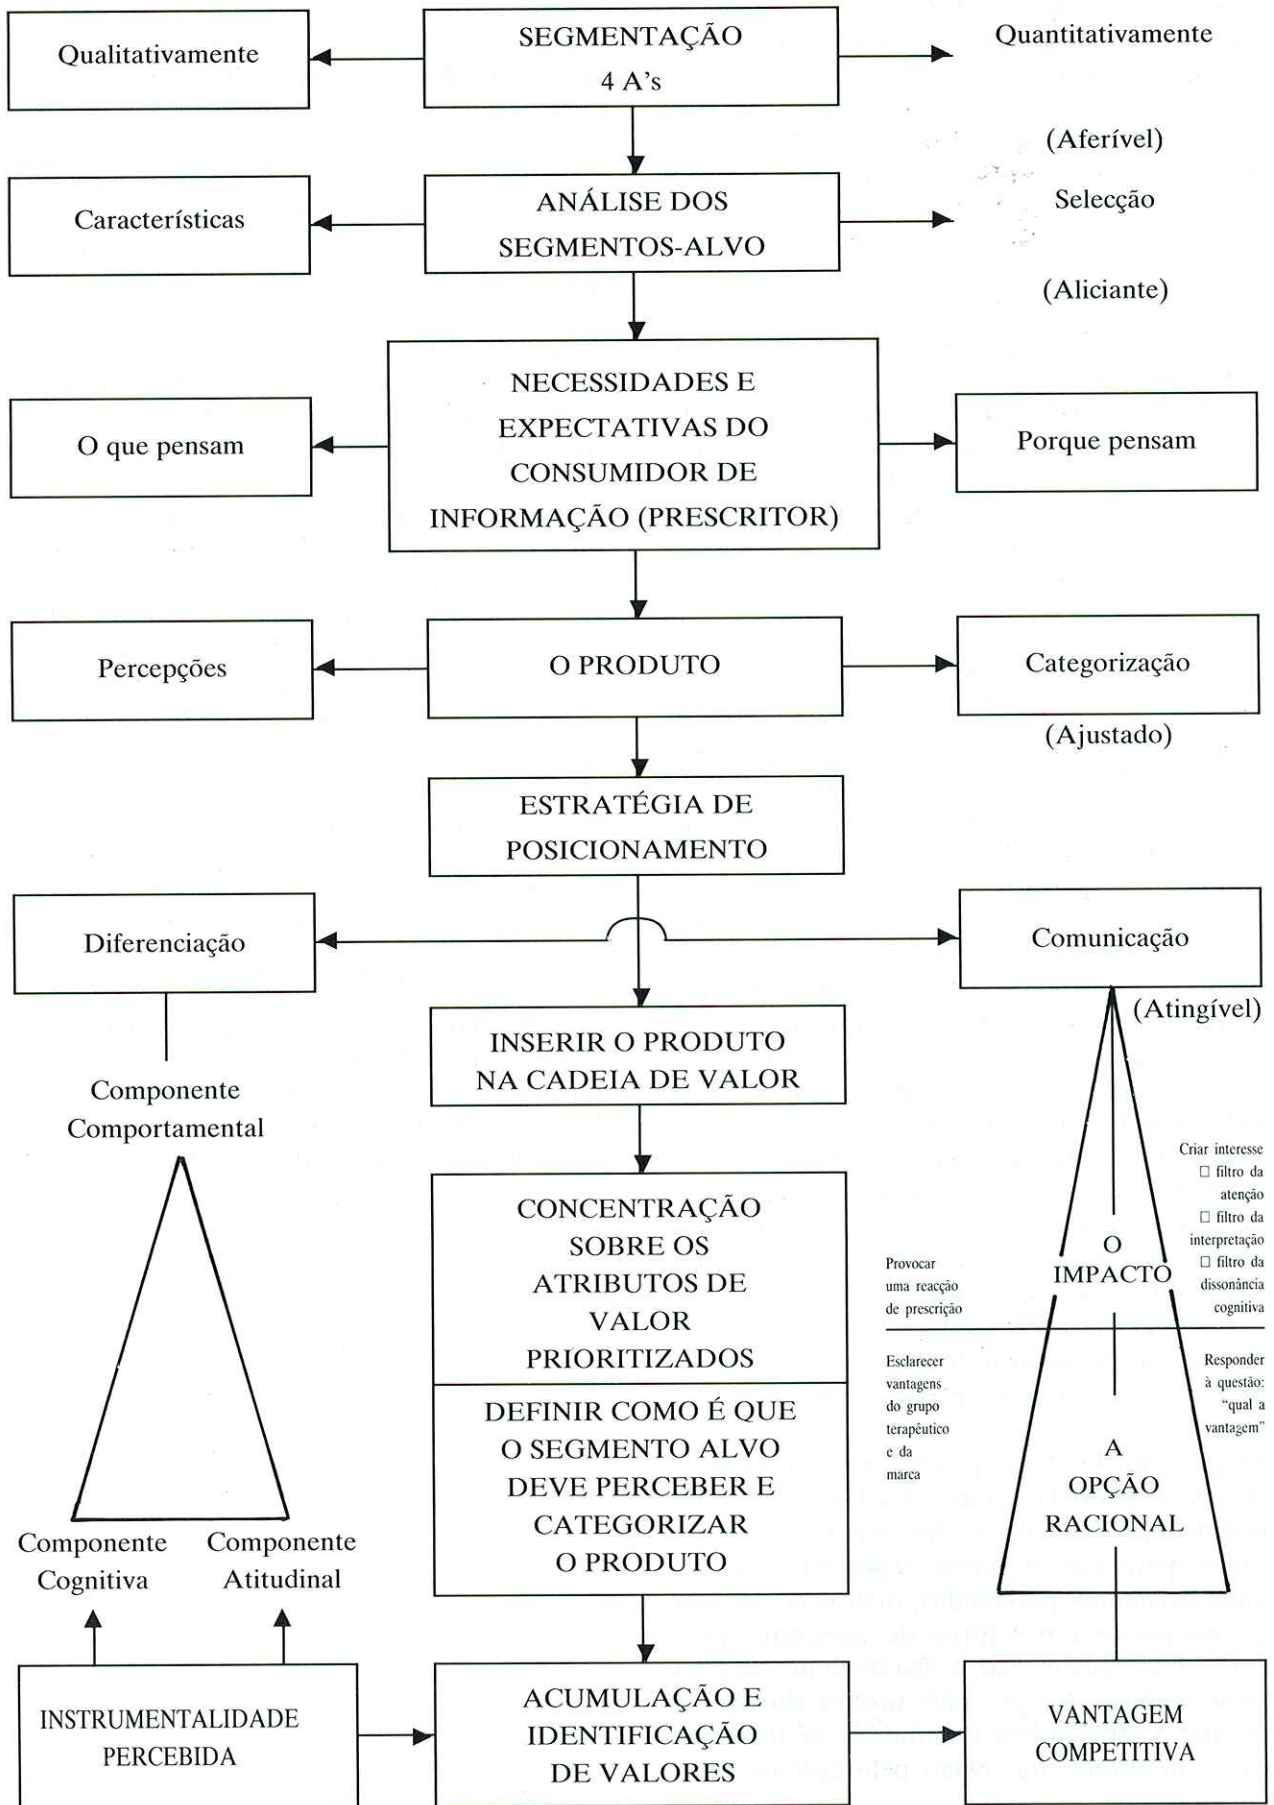 Qualitativamente
SEGMENTAÇÃO
4 A's
Quantitativamente
(Aferível)
Características
ANÁLISE DOS
SEGMENTOS-ALVO
Selecção
(Aliciante)
O que pensam
NECESSIDADES E
EXPECTATIVAS DO
CONSUMIDOR DE
INFORMAÇÃO (PRESCRITOR)
Porque pensam
Percepções
O PRODUTO
Categorização
(Ajustado)
ESTRATÉGIA DE
POSICIONAMENTO
Diferenciação
Comunicação
(Atingível)
INSERIR O PRODUTO
NA CADEIA DE VALOR
Componente
Comportamental
CONCENTRAÇÃO
SOBRE OS
ATRIBUTOS DE
VALOR
PRIORITIZADOS
DEFINIR COMO É QUE
O SEGMENTO ALVO
DEVE PERCEBER E
CATEGORIZAR
O PRODUTO
Provocar
uma reacção
de prescrição
O
IMPACTO
Criar interesse
□ filtro da
atenção
□ filtro da
interpretação
□ filtro da
dissonância
cognitiva
Esclarecer
vantagens
do grupo
terapêutico
e da
marca
A
OPÇÃO
RACIONAL
Responder
à questão:
“qual a
vantagem”
Componente
Cognitiva
Componente
Atitudinal
INSTRUMENTALIDADE
PERCEBIDA
ACUMULAÇÃO E
IDENTIFICAÇÃO
DE VALORES
VANTAGEM
COMPETITIVA